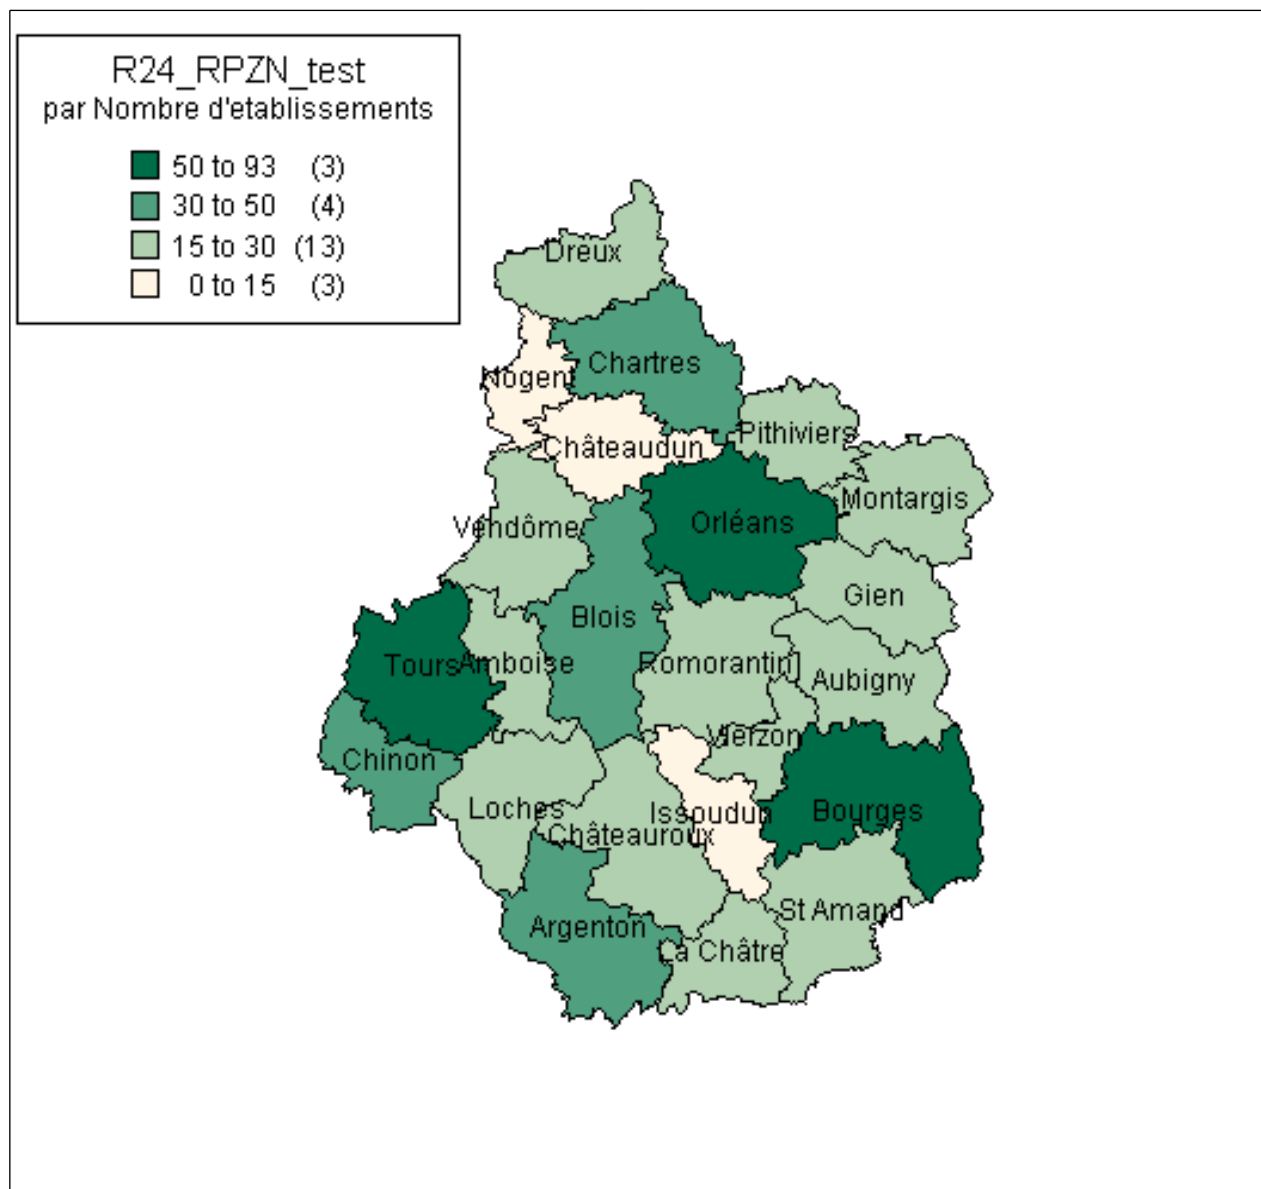 R24_RPZN_test
par Nombre d'etablissements
50 to 93 (3)
30 to 50 (4)
15 to 30 (13)
0 to 15 (3)
Dreux
Chartres
Nogent
Châteaudun
Pithiviers
Montargis
Orléans
Vendôme
Gien
Blois
Tours
Amboise
Romorantin
Aubigny
Vierzon
Chinon
Loches
Issoudun
Bourges
Châteauroux
St Amand
Argenton
La Châtre